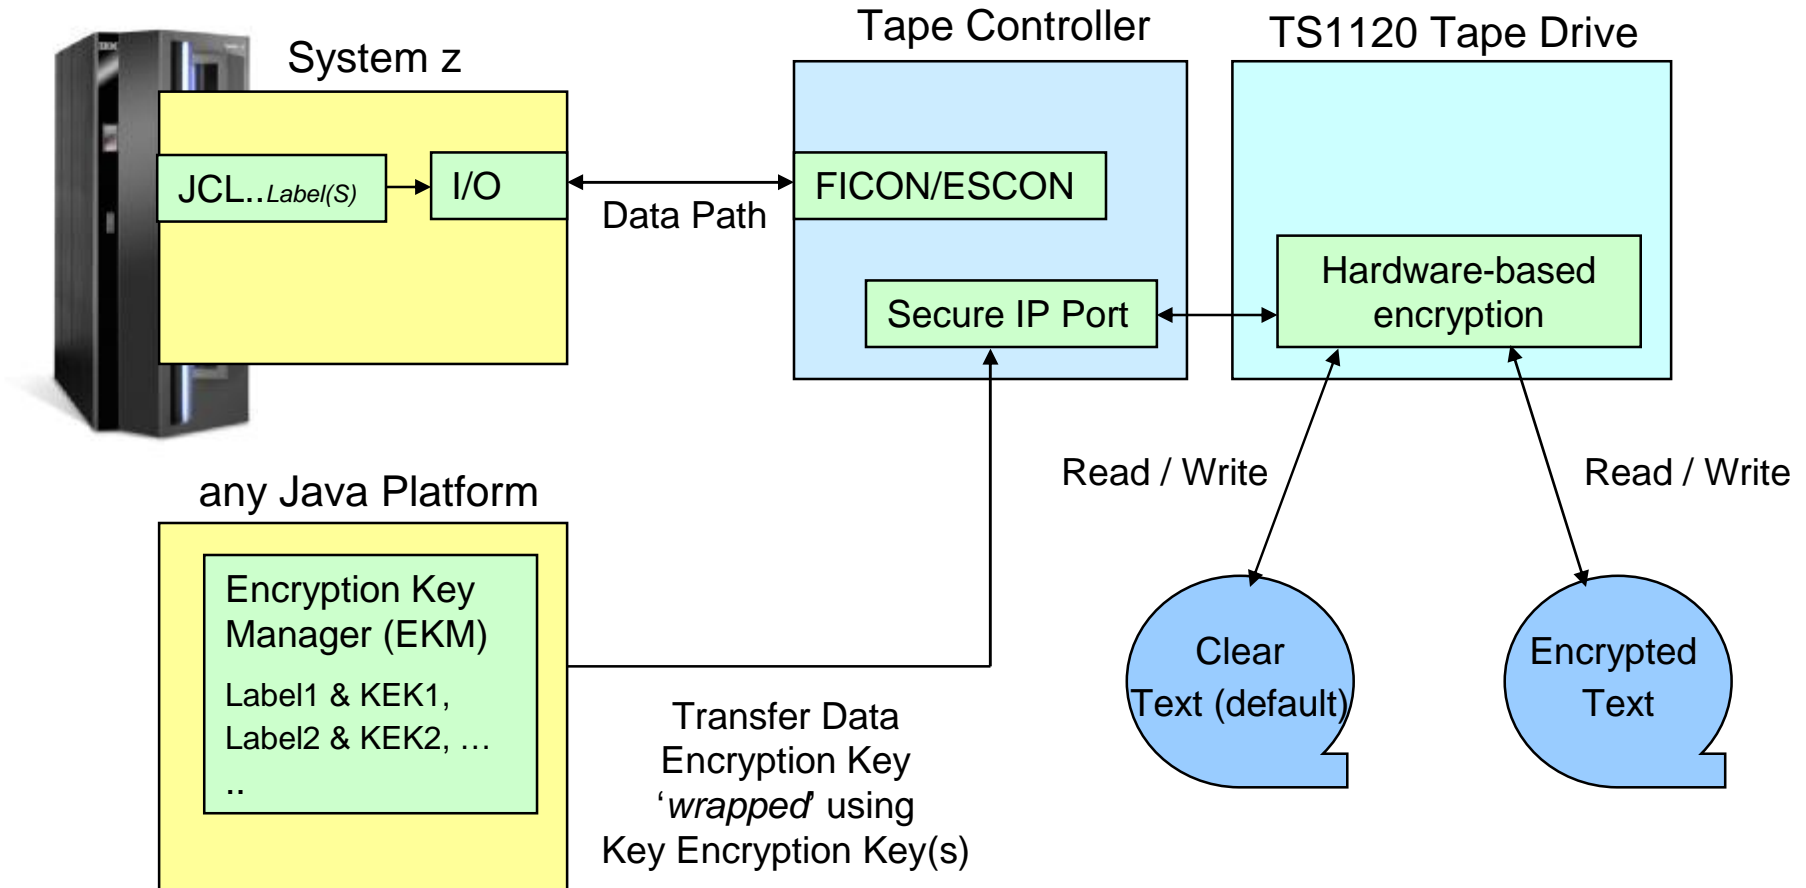 System z
JCL..Label(S)
I/O
Data Path
Tape Controller
FICON/ESCON
Secure IP Port
TS1120 Tape Drive
Hardware-based
encryption
Read / Write
Read / Write
Clear
Text (default)
Encrypted
Text
any Java Platform
Encryption Key
Manager (EKM)
Label1 & KEK1,
Label2 & KEK2, …
..
Transfer Data
Encryption Key
‘wrapped’ using
Key Encryption Key(s)